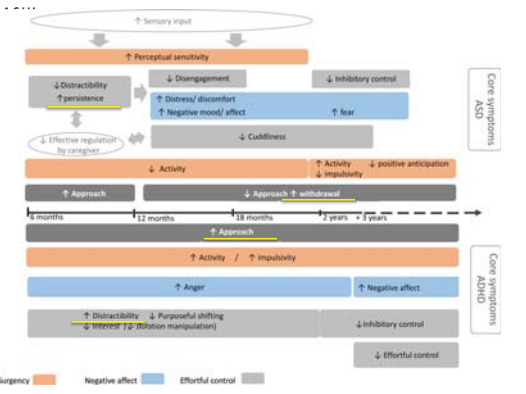 ↑ Sensory input
↑ Perceptual sensitivity
↓Distractibility
↑persistence
↓ Disengagement
↓ Inhibitory control
↑ Distress/ discomfort
↑ Negative mood/ affect
↑ fear
↓ Effective regulation
by caregiver
↓ Cuddliness
↓ Activity
↑ Activity ↓ positive anticipation
↓ impulsivity
↑ Approach
↓ Approach ↑ withdrawal
6 months
12 months
18 months
2 years
+ 3 years
↑ Approach
↑ Activity / ↑ impulsivity
↑ Anger
↑ Negative affect
↑ Distractibility ↓ Purposeful shifting
↓ Interest (↓ duration manipulation)
↓Inhibitory control
↓ Effortful control
Core symptoms
ASD
Core symptoms
ADHD
Surgency
Negative affect
Effortful control